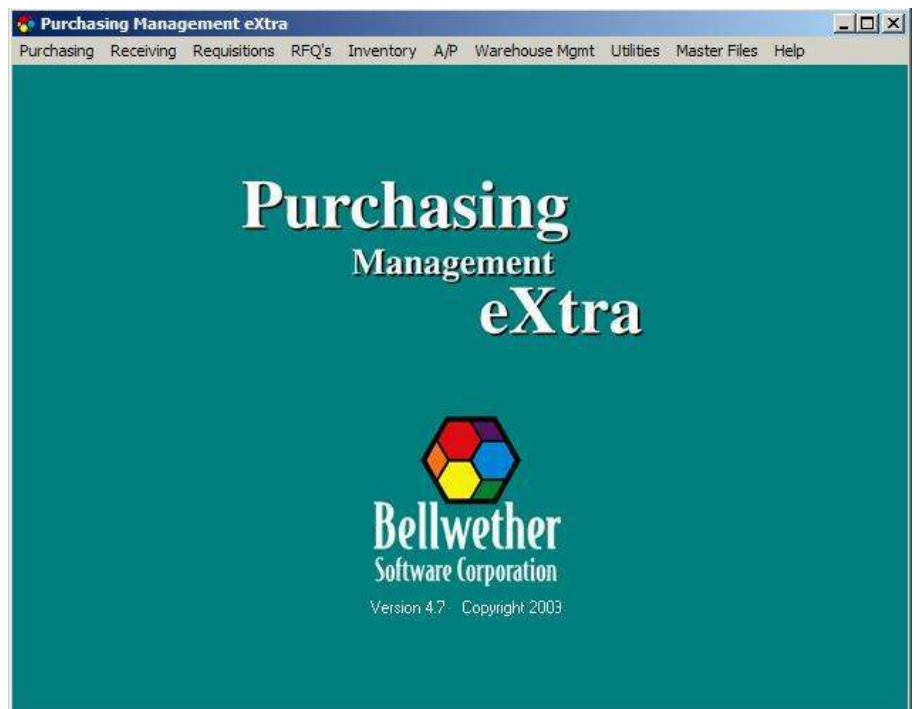 Purchasing Management eXtra
Purchasing Receiving Requisitions RFQ's Inventory A/P Warehouse Mgmt Utilities Master Files Help
Purchasing
Management
eXtra
Bellwether
Software Corporation
Version 4.7 Copyright 2003